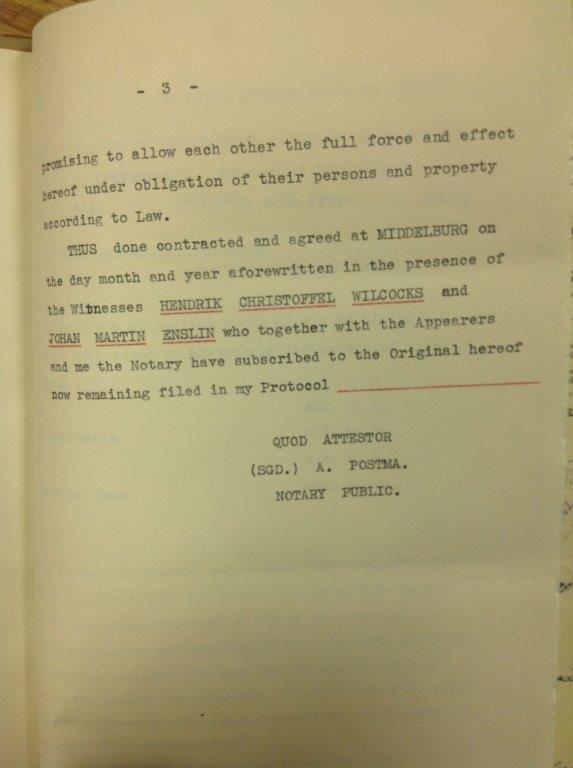 - 3 -
promising to allow each other the full force and effect
hereof under obligation of their persons and property
according to Law.
THUS done contracted and agreed at MIDDELBURG on
the day month and year aforewritten in the presence of
the Witnesses HENDRIK CHRISTOFFEL WILCOCKS and
JOHAN MARTIN ENSLIN who together with the Appearers
and me the Notary have subscribed to the Original hereof
now remaining filed in my Protocol
QUOD ATTESTOR
(SGD.) A. POSTMA.
NOTARY PUBLIC.